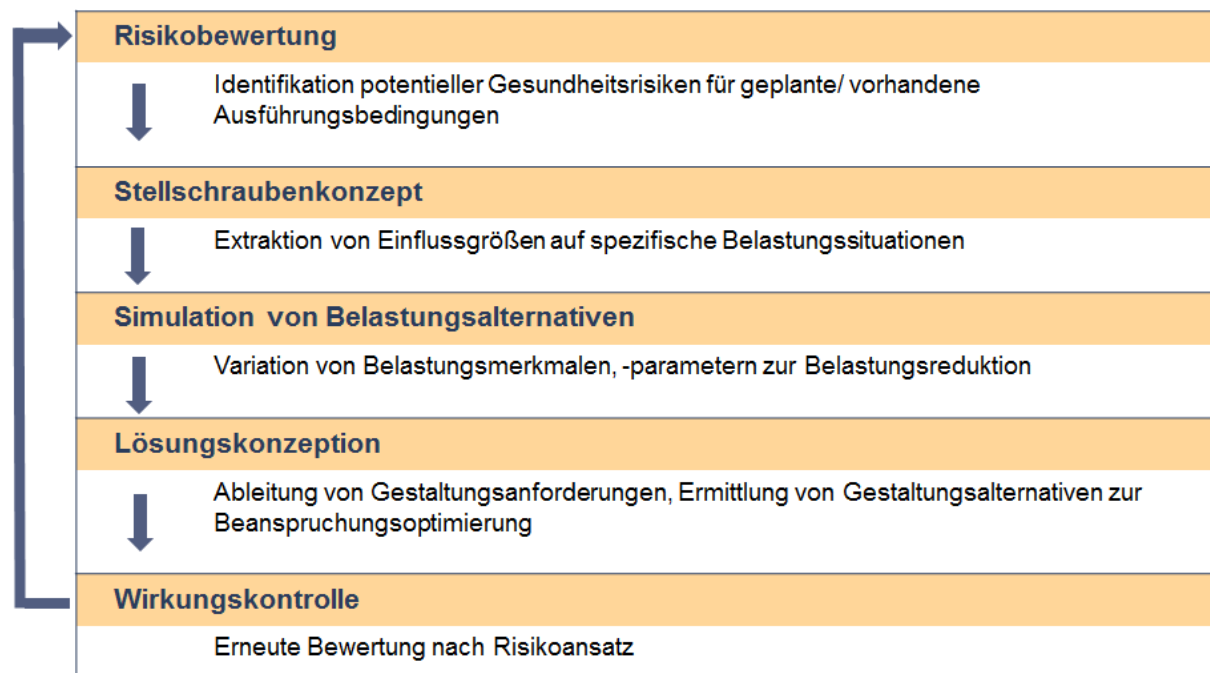 Risikobewertung
Identifikation potentieller Gesundheitsrisiken für geplante/ vorhandene
Ausführungsbedingungen
Stellschraubenkonzept
Extraktion von Einflussgrößen auf spezifische Belastungssituationen
Simulation von Belastungsalternativen
Variation von Belastungsmerkmalen, -parametern zur Belastungsreduktion
Lösungskonzeption
Ableitung von Gestaltungsanforderungen, Ermittlung von Gestaltungsalternativen zur
Beanspruchungsoptimierung
Wirkungskontrolle
Erneute Bewertung nach Risikoansatz